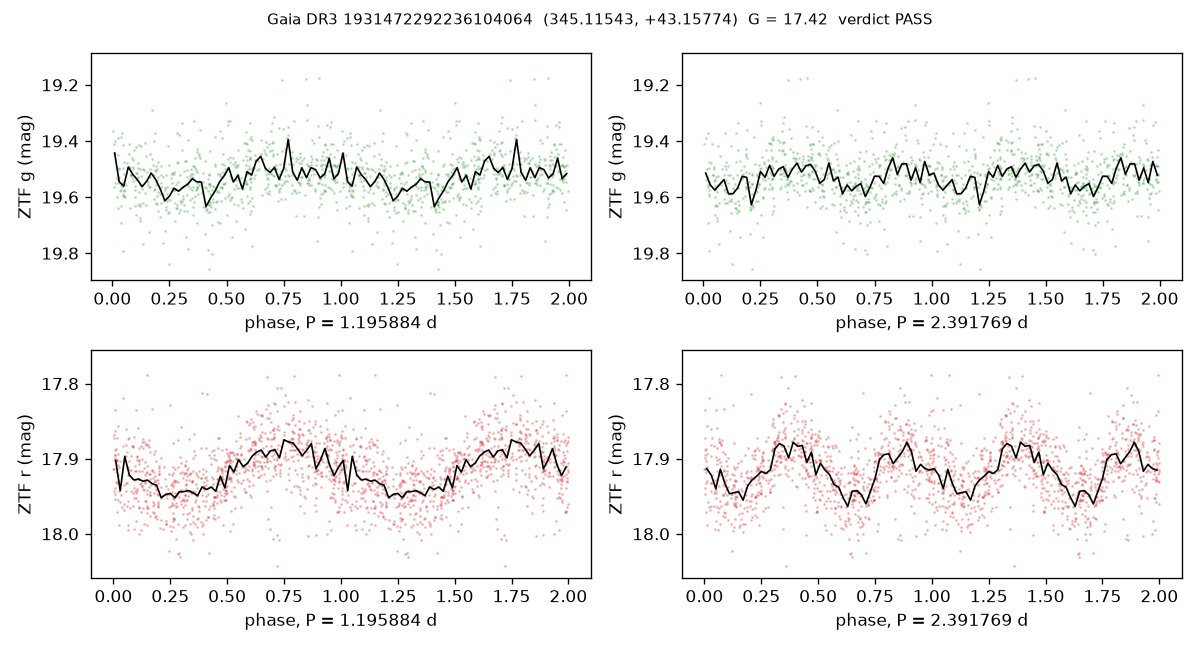 Gaia DR3 1931472292236104064 (345.11543, +43.15774) G = 17.42 verdict PASS
ZTF g (mag)
19.2
19.4
19.6
19.8
0.00 0.25 0.50 0.75 1.00 1.25 1.50 1.75 2.00
phase, P = 1.195884 d
ZTF g (mag)
19.2
19.4
19.6
19.8
0.00 0.25 0.50 0.75 1.00 1.25 1.50 1.75 2.00
phase, P = 2.391769 d
ZTF r (mag)
17.8
17.9
18.0
0.00 0.25 0.50 0.75 1.00 1.25 1.50 1.75 2.00
phase, P = 1.195884 d
ZTF r (mag)
17.8
17.9
18.0
0.00 0.25 0.50 0.75 1.00 1.25 1.50 1.75 2.00
phase, P = 2.391769 d